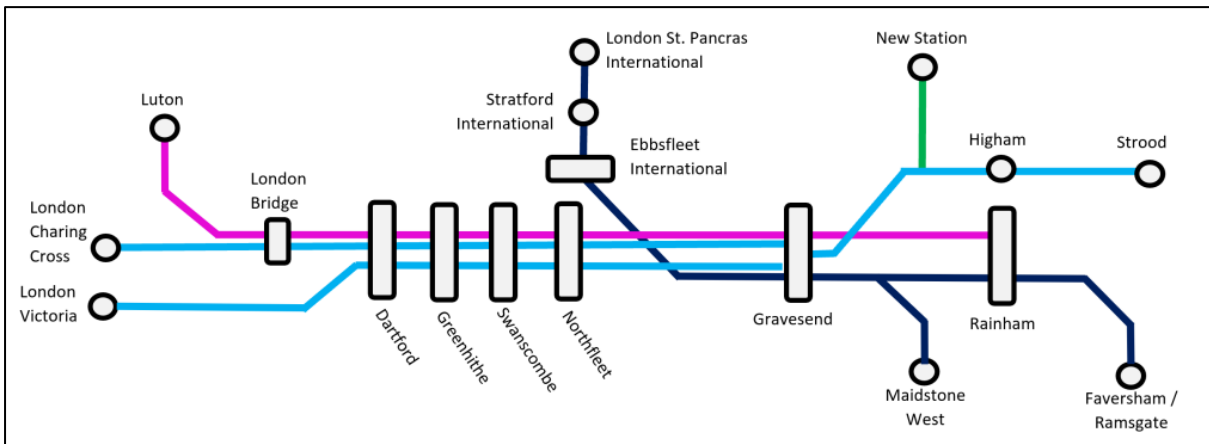 London St. Pancras
International
New Station
Luton
Stratford
International
Higham
Strood
Ebbsfleet
International
London
Bridge
London
Charing
Cross
London
Victoria
Dartford
Greenhithe
Swanscombe
Northfleet
Gravesend
Rainham
Maidstone
West
Faversham /
Ramsgate